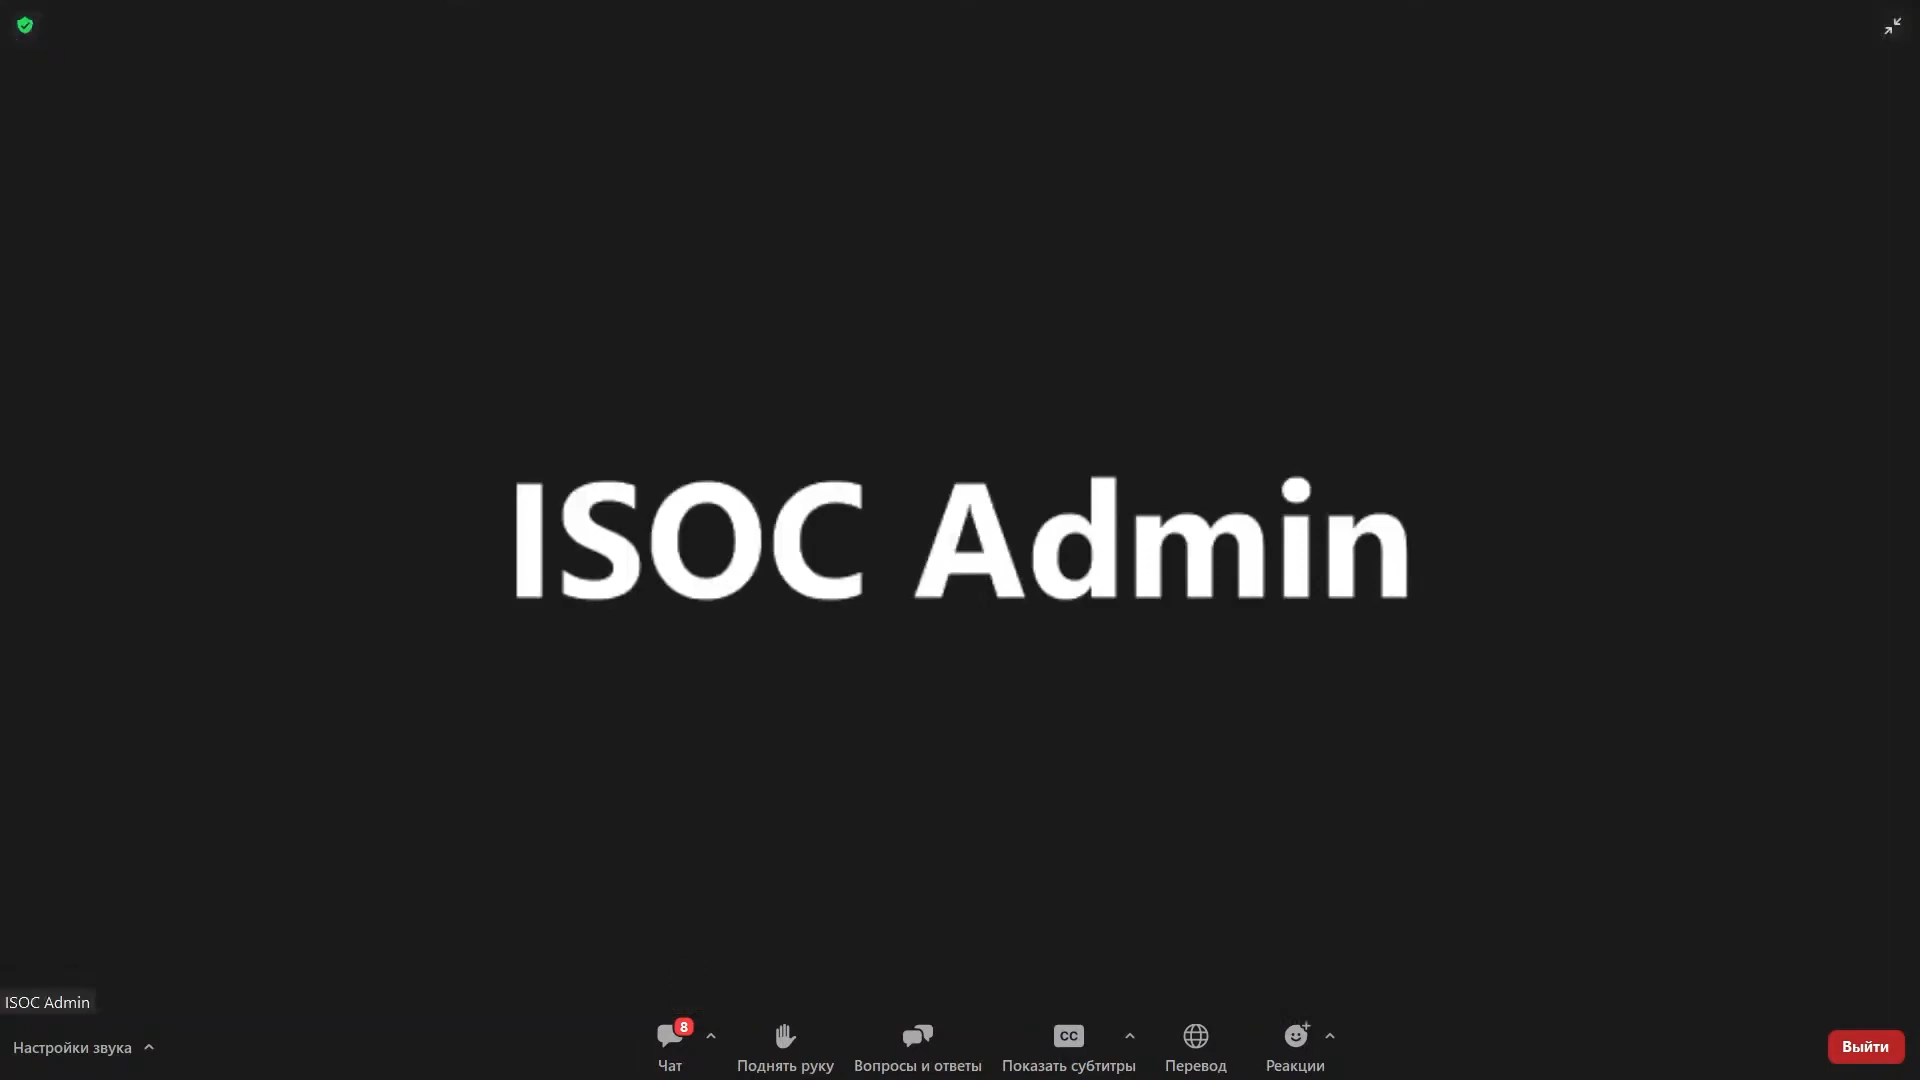 ISOC Admin
ISOC Admin
Настройки звука
8
Чат
Поднять руку
Вопросы и ответы
CC
Показать субтитры
Перевод
Реакции
Выйти